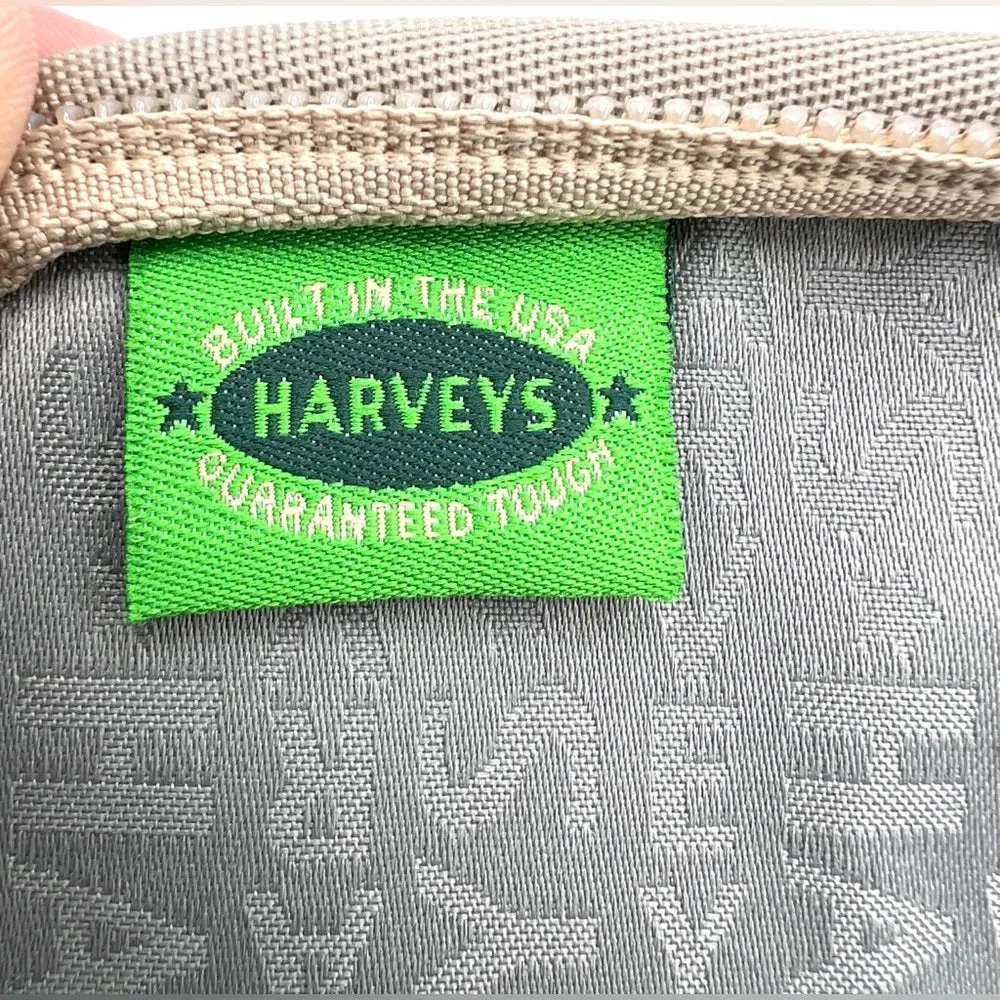 BUILT IN THE USA
HARVEYS
GUARANTEED TOUGH